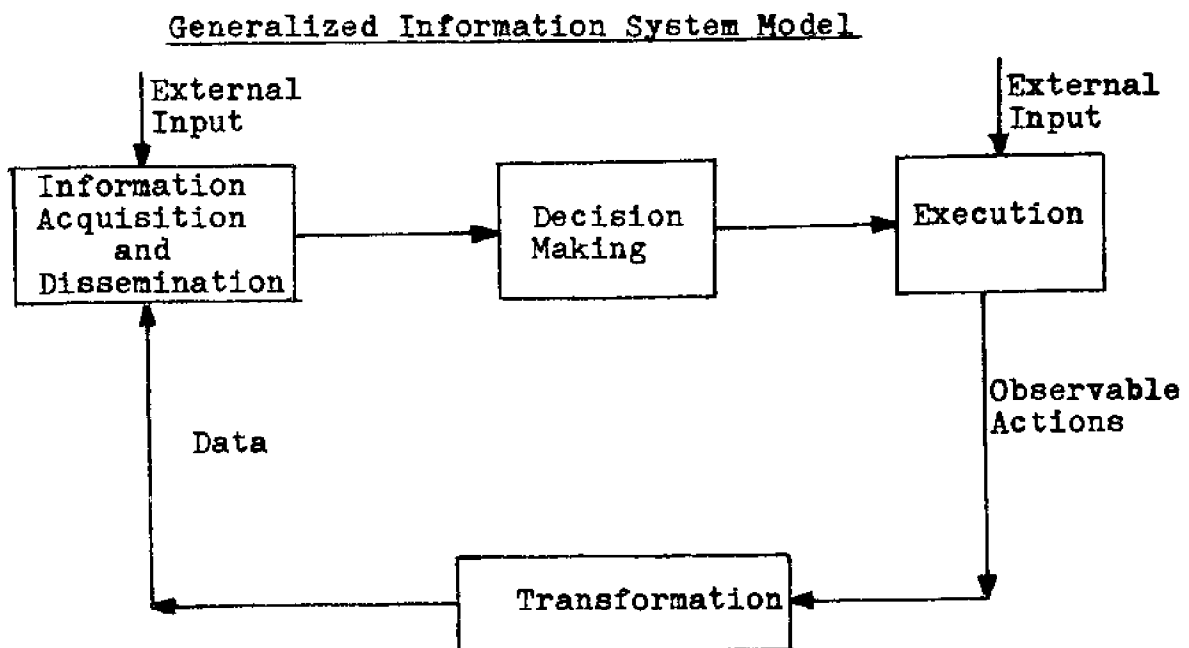 Generalized Information System Model
External
Input
External
Input
Information
Acquisition
and
Dissemination
Decision
Making
Execution
Observable
Actions
Data
Transformation